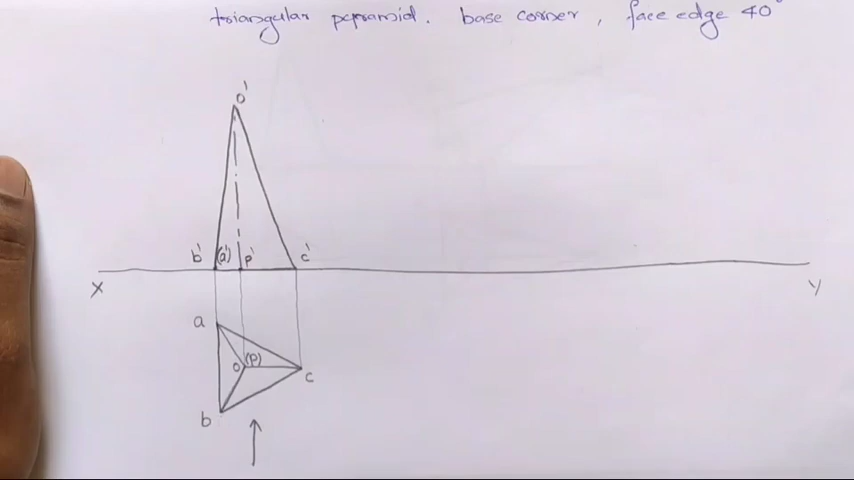 triangular pyramid. base corner, face edge 40°
o'
b' (a') p' c'
X Y
a
o (p)
c
b